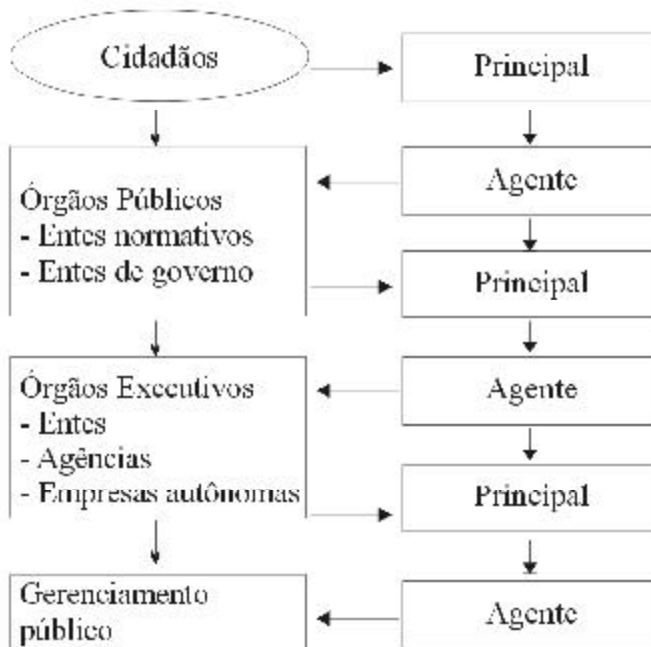 Cidadãos
Principal
Órgãos Públicos
- Entes normativos
- Entes de governo
Agente
Principal
Órgãos Executivos
- Entes
- Agências
- Empresas autônomas
Agente
Principal
Gerenciamento
público
Agente